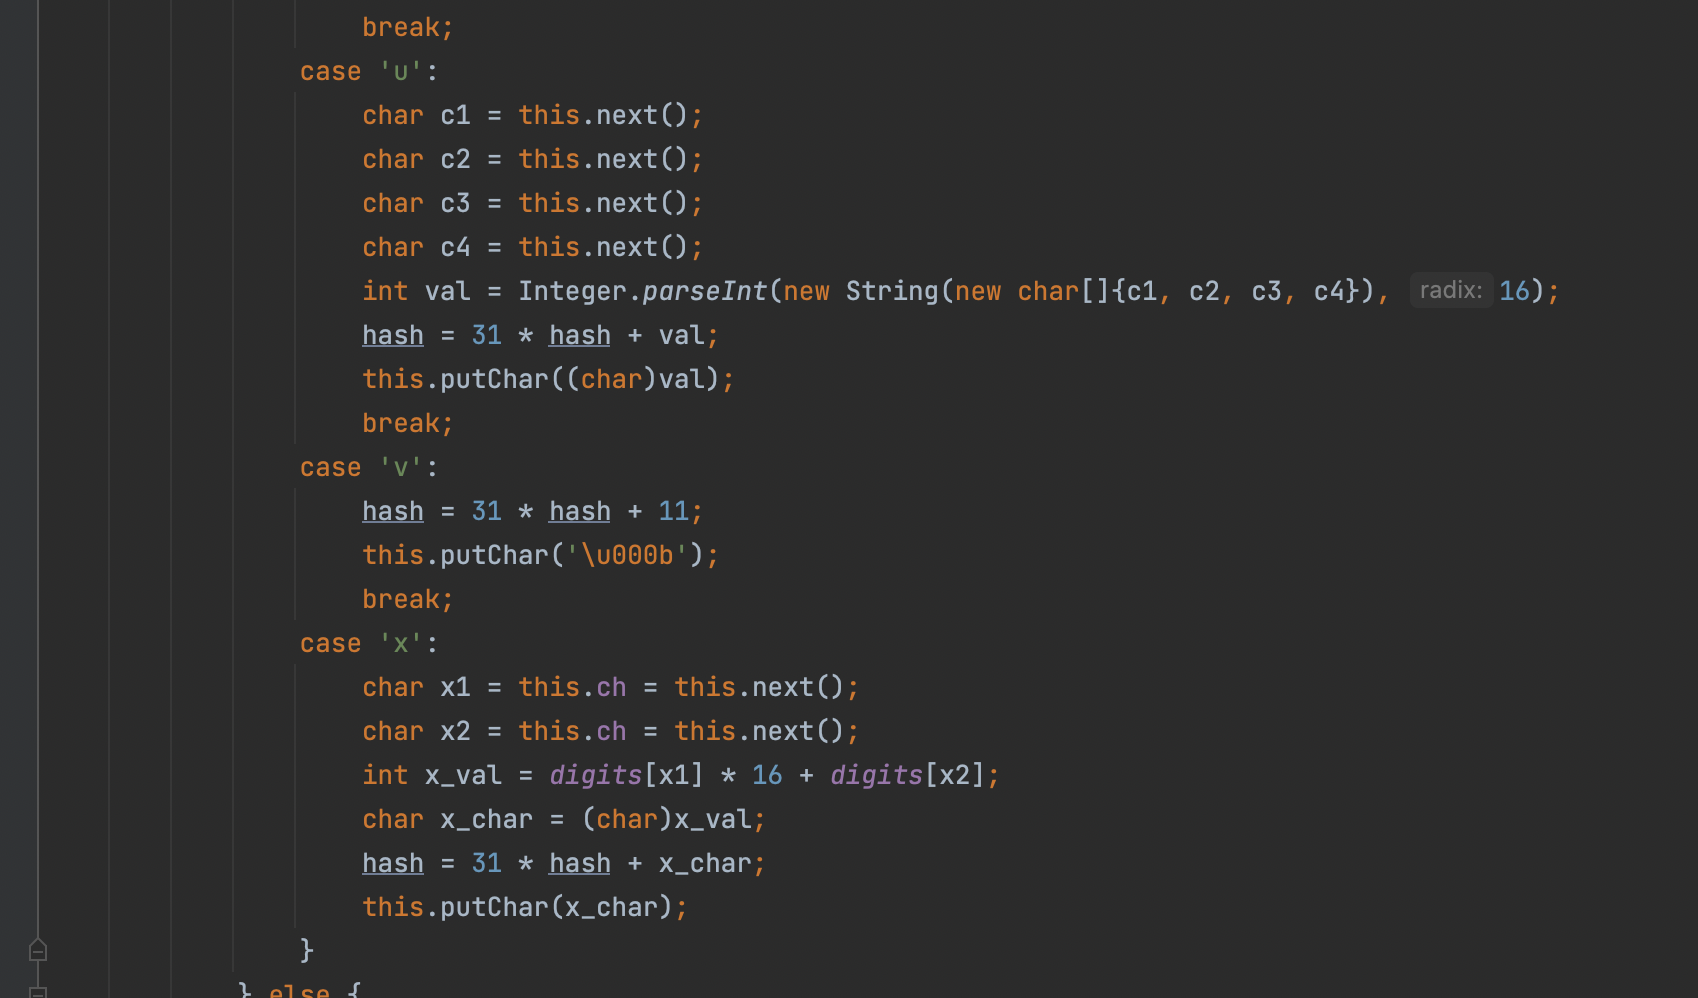 break;
case 'u':
char c1 = this.next();
char c2 = this.next();
char c3 = this.next();
char c4 = this.next();
int val = Integer.parseInt(new String(new char[]{c1, c2, c3, c4}), radix: 16);
hash = 31 * hash + val;
this.putChar((char)val);
break;
case 'v':
hash = 31 * hash + 11;
this.putChar('\u000b');
break;
case 'x':
char x1 = this.ch = this.next();
char x2 = this.ch = this.next();
int x_val = digits[x1] * 16 + digits[x2];
char x_char = (char)x_val;
hash = 31 * hash + x_char;
this.putChar(x_char);
}
} else {